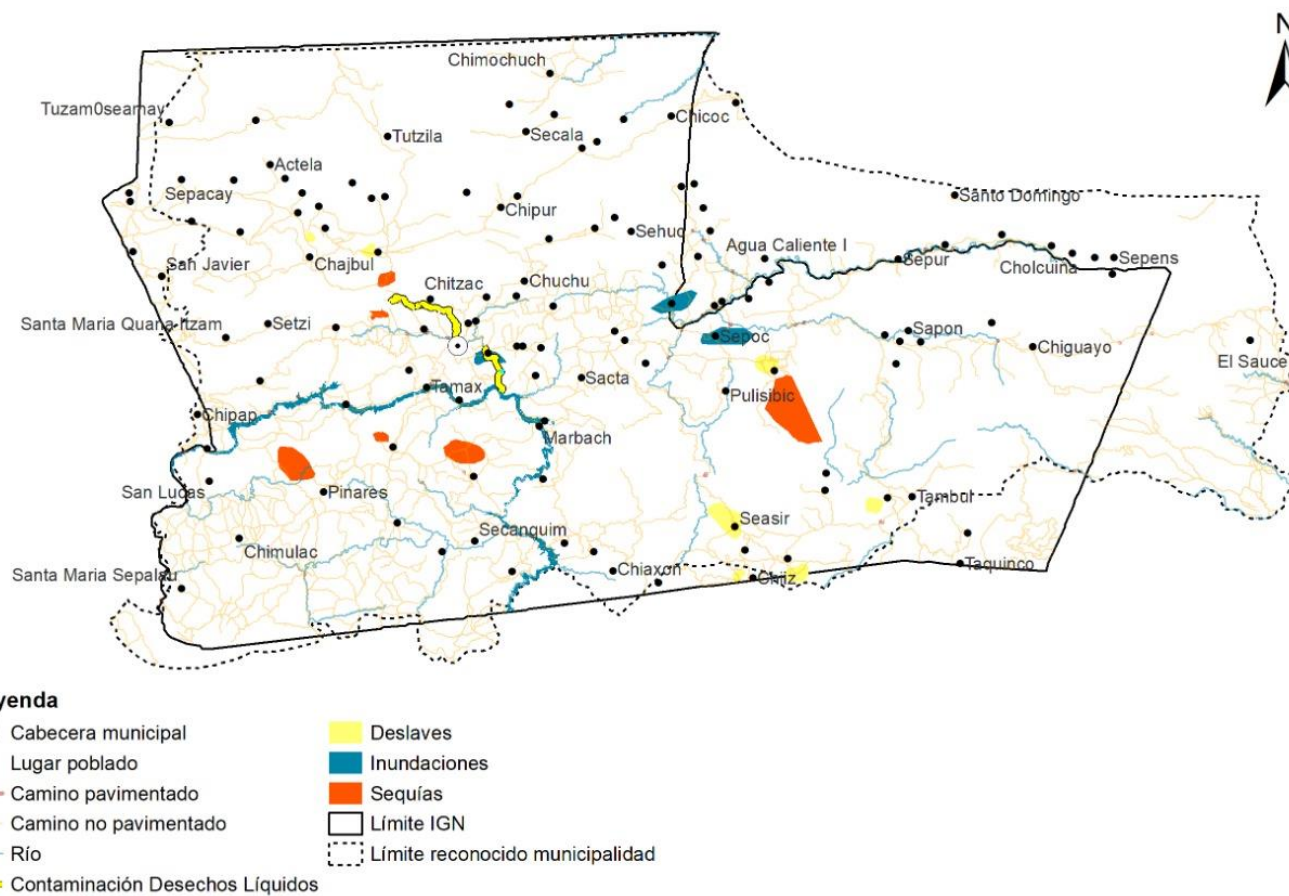 N
Chimochuch
Tuzam0seamay
Chicoc
Tutzila
Secala
Actela
Sepacay
Santo Domingo
Chipur
Sehuc
Agua Caliente I
San Javier
Chajbul
Sepur
Cholcuina
Sepens
Chitzac
Chuchu
Santa Maria Quana Itzam
Setzi
Sepoc
Sapon
Chiguayo
El Sauce
Tamax
Sacta
Pulisibic
Chipap
Marbach
San Lucas
Pinares
Tambul
Seasir
Secanquim
Chimulac
Santa Maria Sepalau
Chiaxon
Chijz
Taquinco
yenda
Cabecera municipal
Lugar poblado
Camino pavimentado
Camino no pavimentado
Río
Contaminación Desechos Líquidos
Deslaves
Inundaciones
Sequías
Límite IGN
Límite reconocido municipalidad